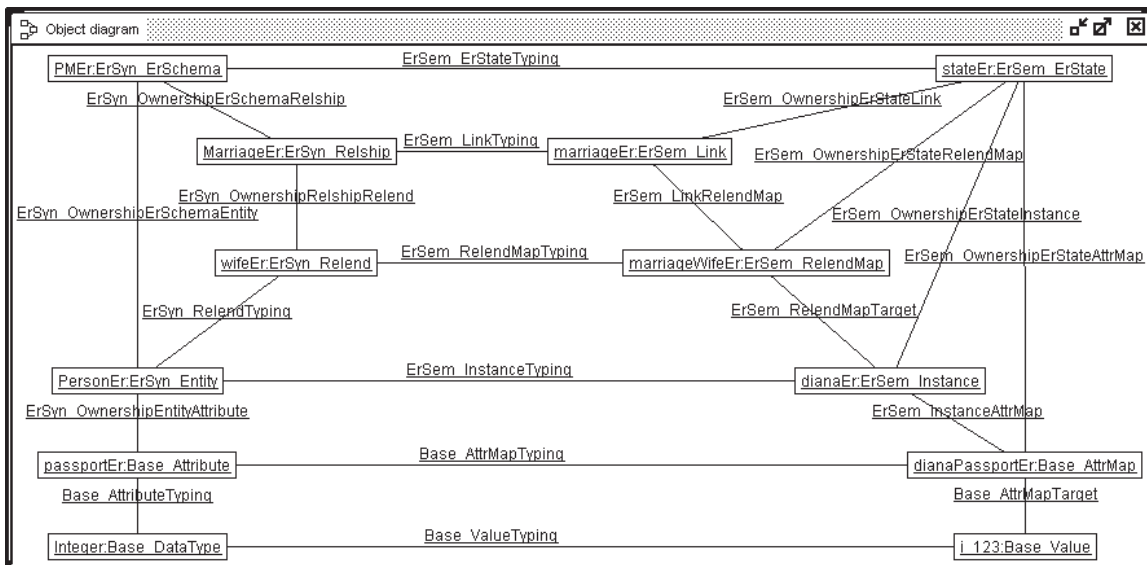 Object diagram
ErSem_ErStateTyping
PMEr:ErSyn_ErSchema
stateEr:ErSem_ErState
ErSyn_OwnershipErSchemaRelship
ErSem_OwnershipErStateLink
ErSem_LinkTyping
MarriageEr:ErSyn_Relship
marriageEr:ErSem_Link
ErSem_OwnershipErStateRelendMap
ErSyn_OwnershipRelshipRelend
ErSem_LinkRelendMap
ErSyn_OwnershipErSchemaEntity
ErSem_OwnershipErStateInstance
ErSem_RelendMapTyping
ErSem_OwnershipErStateAttrMap
wifeEr:ErSyn_Relend
marriageWifeEr:ErSem_RelendMap
ErSyn_RelendTyping
ErSem_RelendMapTarget
ErSem_InstanceTyping
PersonEr:ErSyn_Entity
dianaEr:ErSem_Instance
ErSyn_OwnershipEntityAttribute
ErSem_InstanceAttrMap
Base_AttrMapTyping
passportEr:Base_Attribute
dianaPassportEr:Base_AttrMap
Base_AttributeTyping
Base_AttrMapTarget
Base_ValueTyping
Integer:Base_DataType
i_123:Base_Value